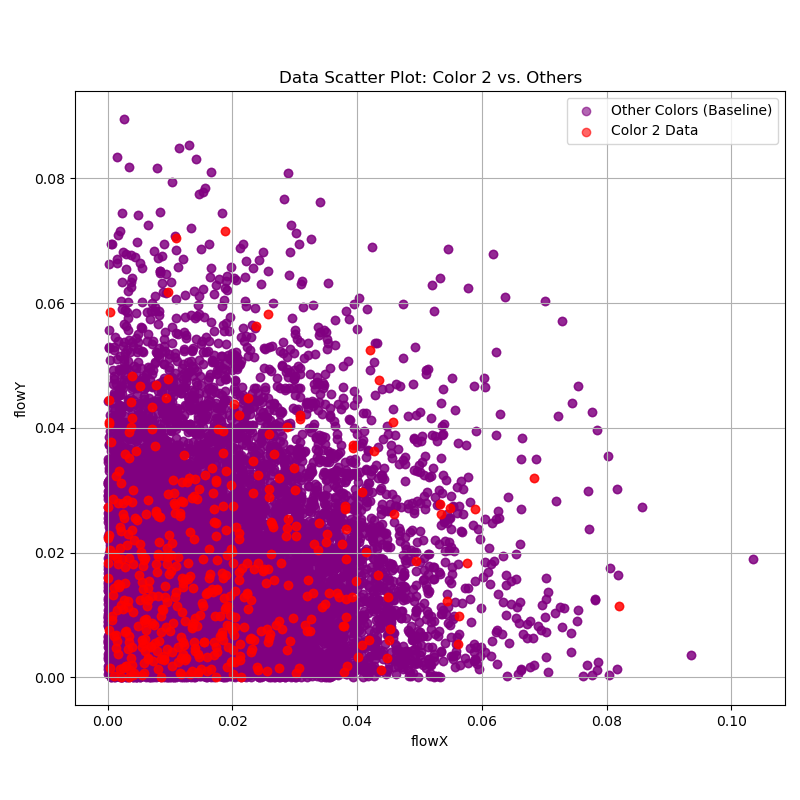 Data Scatter Plot: Color 2 vs. Others
Other Colors (Baseline)
Color 2 Data
flowY
0.08
0.06
0.04
0.02
0.00
0.00 0.02 0.04 0.06 0.08 0.10
flowX